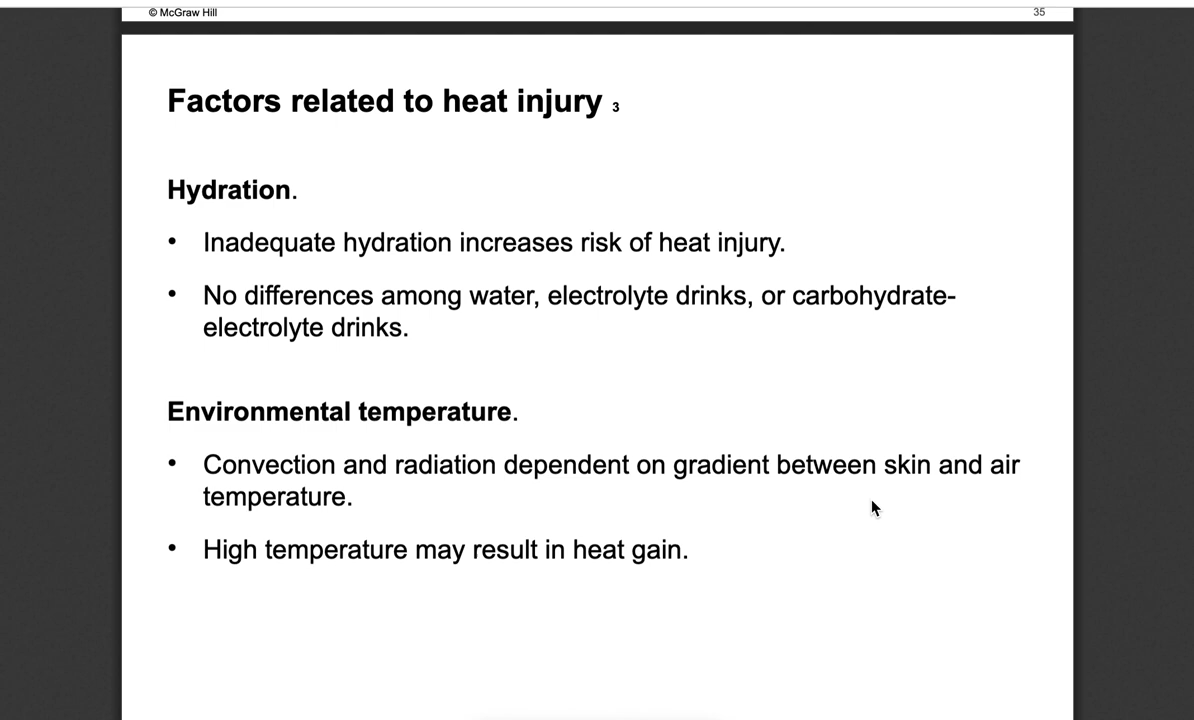 © McGraw Hill 35
Factors related to heat injury 3
Hydration.
• Inadequate hydration increases risk of heat injury.
• No differences among water, electrolyte drinks, or carbohydrate-
electrolyte drinks.
Environmental temperature.
• Convection and radiation dependent on gradient between skin and air
temperature.
• High temperature may result in heat gain.